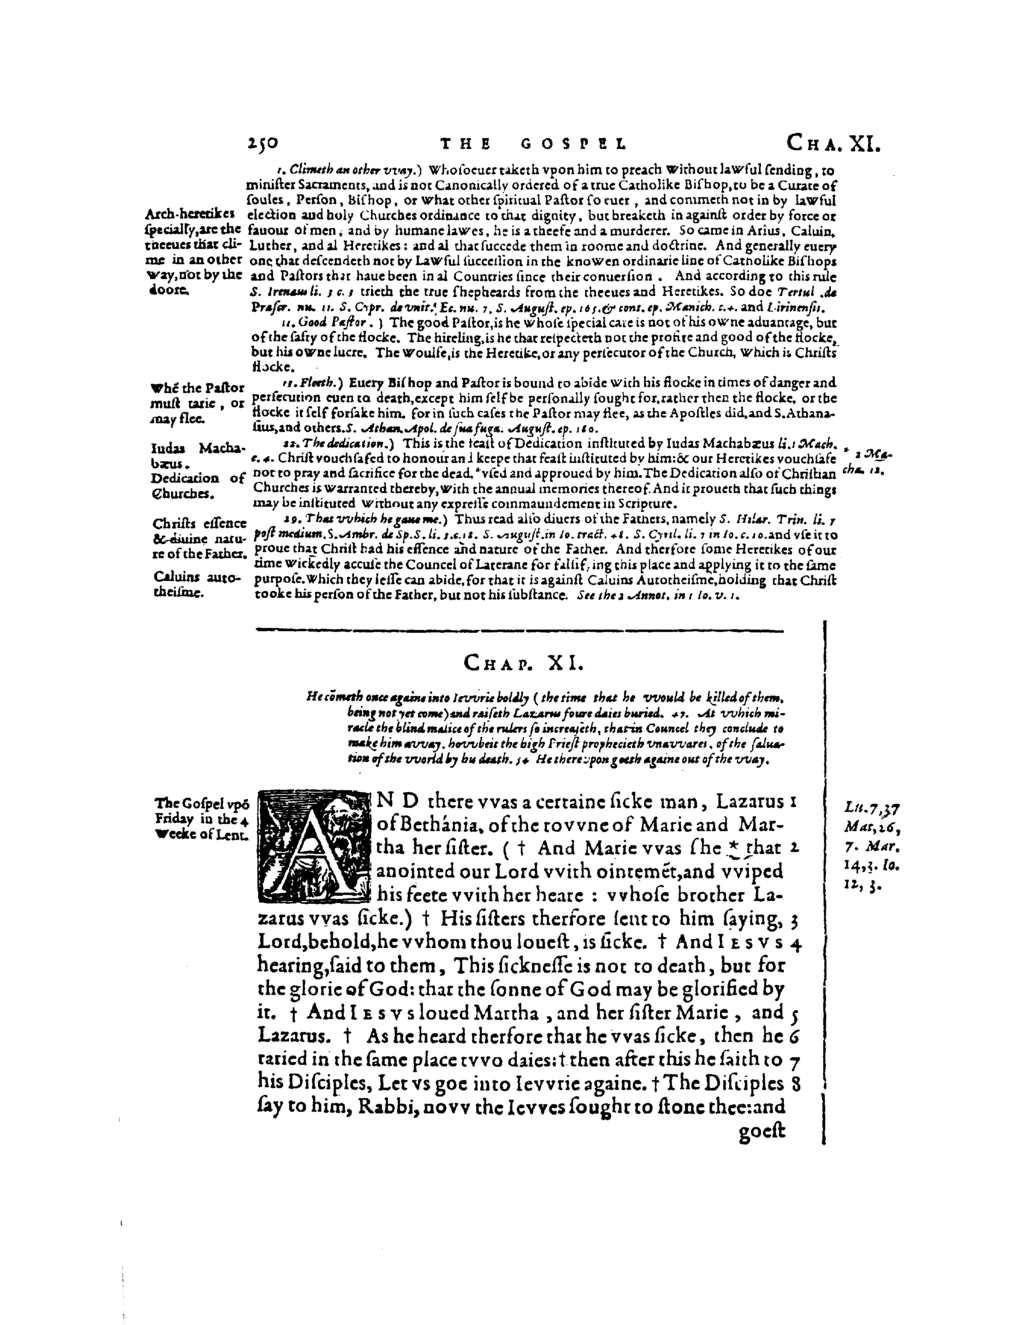 250 THE GOSPEL CHA. XI.
1. Climeth an other vvay.) Whosoeuer taketh vpon him to preach without lawful sending, to
minister Sacraments, and is not Canonically ordered of a true Catholike Bishop, to be a Curate of
soules, Person, Bishop, or what other spiritual Pastor so euer, and commeth not in by lawful
election and holy Churches ordinance to that dignity, but breaketh in against order by force or
fauour of men, and by humane lawes, he is a theefe and a murderer. So came in Arius, Caluin,
Luther, and al Heretikes: and al that succede them in roome and doctrine. And generally euery
one that descendeth not by Lawful succession in the knowen ordinarie line of Catholike Bishops
and Pastors that haue been in al Countries since their conuersion. And according to this rule
S. Irenæus li. 3 c. 3 trieth the true shepheards from the theeues and Heretikes. So doe Tertul. de
Præscr. nu. 11. S. Cypr. de vnit. Ec. nu. 7. S. August. ep. 165. & cont. ep. Manich. c. 4. and Lirinensis.
Arch-heretikes
specially, are the
theeues that cli-
me in an other
way, not by the
doore.
11. Good Pastor.) The good Pastor, is he whose special care is not of his owne aduantage, but
of the safty of the flocke. The hireling, is he that respecteth not the profite and good of the flocke,
but his owne lucre. The woulfe, is the Heretike, or any persecutor of the Church, which is Christs
flocke.
13. Fleeth.) Euery Bishop and Pastor is bound to abide with his flocke in times of danger and
persecution euen to death, except him self be personally sought for, rather then the flocke, or the
flocke it self forsake him. for in such cases the Pastor may flee, as the Apostles did, and S. Athana-
sius, and others. S. Athan. Apol. de sua fuga. August. ep. 180.
Whē the Pastor
must tarie, or
may flee.
22. The dedication.) This is the feast of Dedication instituted by Iudas Machabæus li. 1 Mach.
c. 4. Christ vouchsafed to honour and keepe that feast instituted by him: & our Heretikes vouchsafe
not to pray and sacrifice for the dead, * vsed and approued by him. The Dedication also of Christian
Churches is warranted thereby, with the annual memories thereof. And it proueth that such things
may be instituted without any expresse commaundement in Scripture.
Iudas Macha-
bæus.
Dedication of
Churches.
* 2 Ma-
cha. 12.
29. That vvhich he gaue me.) Thus read also diuers of the Fathers, namely S. Hilar. Trin. li. 7
post medium. S. Ambr. de Sp. S. li. 3. c. 18. S. August. in Io. tract. 48. S. Cyril. li. 7 in Io. c. 10. and vse it to
proue that Christ had his essence and nature of the Father. And therfore some Heretikes of our
time wickedly accuse the Councel of Laterane for falsifying this place and applying it to the same
purpose. Which they lesse can abide, for that it is against Caluins Autotheisme, holding that Christ
tooke his person of the Father, but not his substance. See the 2 Annot. in 1 Io. v. 1.
Christs essence
& diuine natu-
re of the Father.
Caluins auto-
theisme.
CHAP. XI.
He cōmeth once againe into Ievvrie boldly (the time that he vvould be killed of them,
being not yet come) and raiseth Lazarus foure daies buried. 47. At vvhich mi-
racle the blind malice of the rulers so increaseth, that in Councel they conclude to
make him avvay. hovvbeit the high Priest prophecieth vnavvares, of the salua-
tion of the vvorld by his death. 54 He therevpon goeth againe out of the vvay.
The Gospel vpō
Friday in the 4
Weeke of Lent.
AND there vvas a certaine sicke man, Lazarus 1
of Bethánia, of the tovvne of Marie and Mar-
tha her sister. ( † And Marie vvas she * that 2
anointed our Lord vvith ointemēt, and vviped
his feete vvith her heare : vvhose brother La-
zarus vvas sicke.) † His sisters therfore sent to him saying, 3
Lord, behold, he vvhom thou louest, is sicke. † And IESVS 4
hearing, said to them, This sicknesse is not to death, but for
the glorie of God: that the sonne of God may be glorified by
it. † And IESVS loued Martha, and her sister Marie, and 5
Lazarus. † As he heard therfore that he vvas sicke, then he 6
taried in the same place tvvo daies: † then after this he saith to 7
his Disciples, Let vs goe into Ievvrie againe. † The Disciples 8
say to him, Rabbi, novv the Ievves sought to stone thee: and
goest
Lu. 7, 37
Mat, 26,
7. Mar.
14, 3. Io.
12, 3.